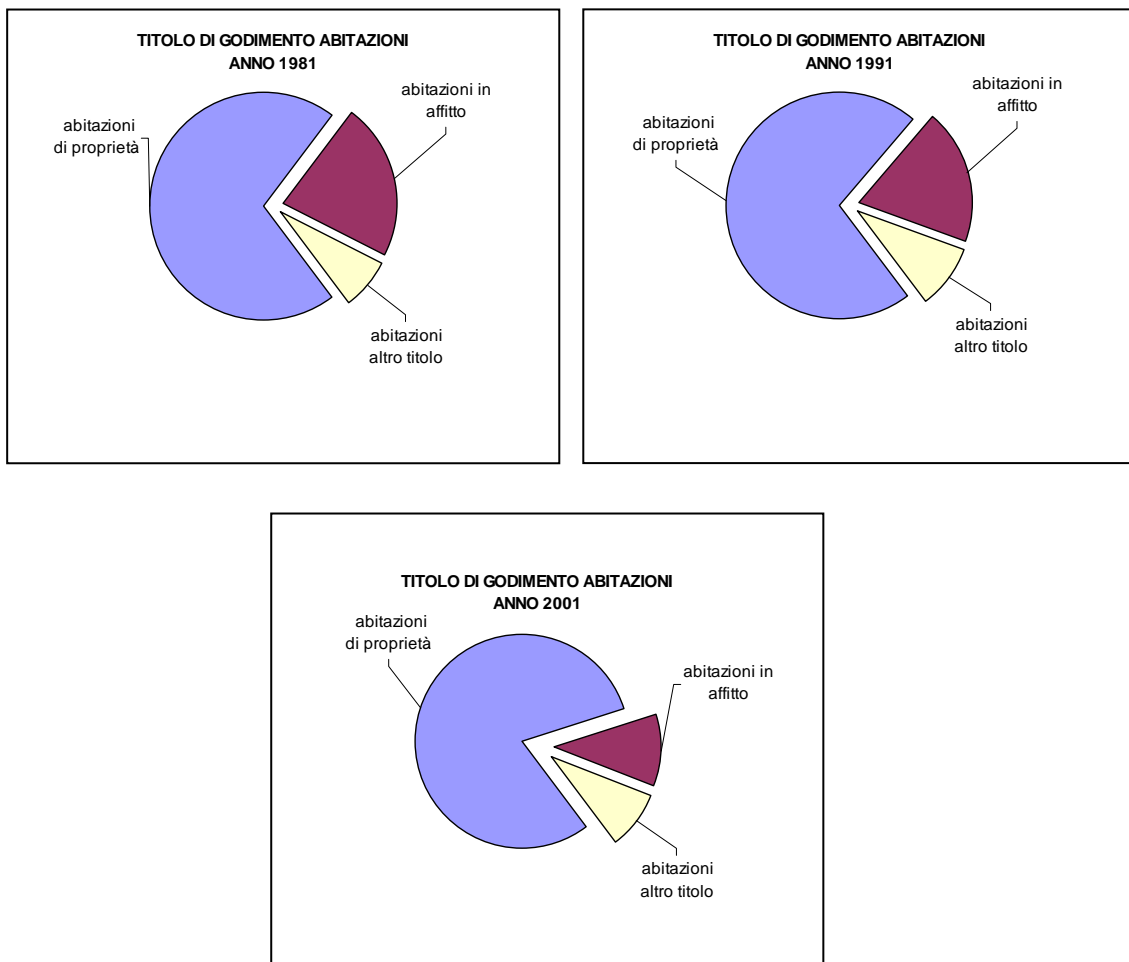 TITOLO DI GODIMENTO ABITAZIONI
ANNO 1981
abitazioni in
affitto
abitazioni
di proprietà
abitazioni
altro titolo
TITOLO DI GODIMENTO ABITAZIONI
ANNO 1991
abitazioni in
affitto
abitazioni
di proprietà
abitazioni
altro titolo
TITOLO DI GODIMENTO ABITAZIONI
ANNO 2001
abitazioni
di proprietà
abitazioni in
affitto
abitazioni
altro titolo